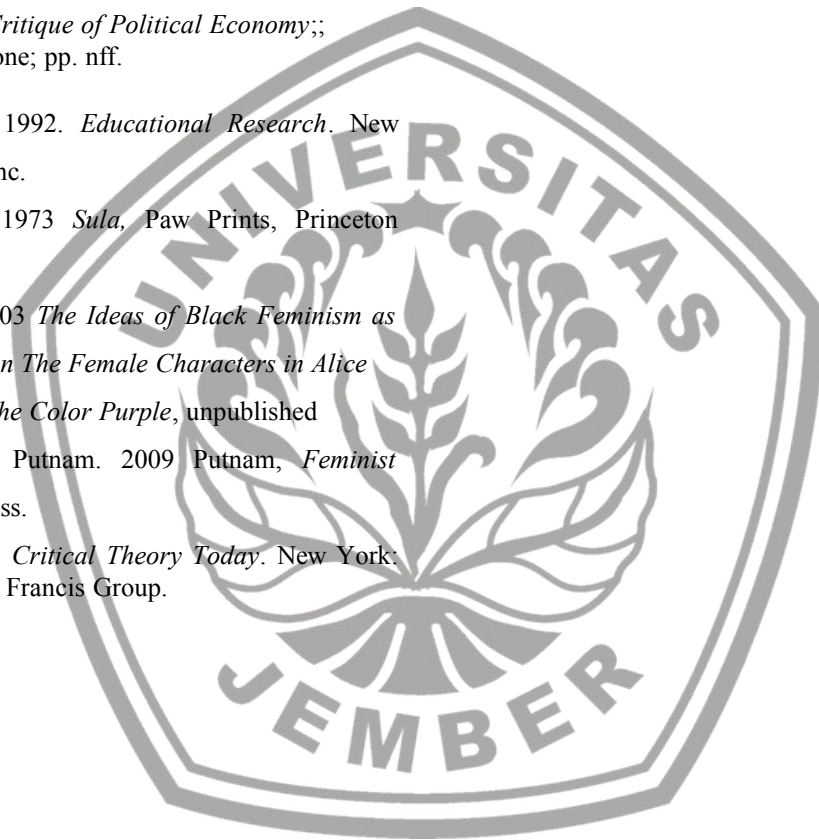 ritique of Political Economy;;
one; pp. nff.
1992. Educational Research. New
nc.
1973 Sula, Paw Prints, Princeton
03 The Ideas of Black Feminism as
n The Female Characters in Alice
he Color Purple, unpublished
Putnam. 2009 Putnam, Feminist
ss.
Critical Theory Today. New York:
Francis Group.
UNIVERSITAS
JEMBER